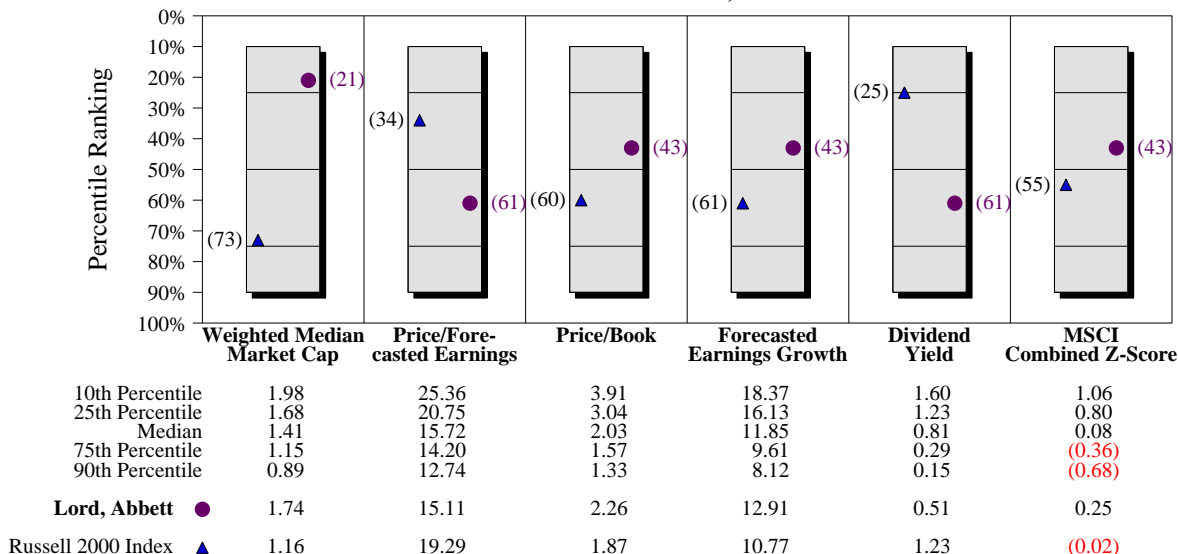 0%
10%
20%
30%
40%
50%
60%
70%
80%
90%
100%
Percentile Ranking
(21)
(73)
(34)
(61)
(43)
(60)
(43)
(61)
(25)
(61)
(43)
(55)
Weighted Median Market Cap
Price/Fore-casted Earnings
Price/Book
Forecasted Earnings Growth
Dividend Yield
MSCI Combined Z-Score
10th Percentile 1.98 25.36 3.91 18.37 1.60 1.06
25th Percentile 1.68 20.75 3.04 16.13 1.23 0.80
Median 1.41 15.72 2.03 11.85 0.81 0.08
75th Percentile 1.15 14.20 1.57 9.61 0.29 (0.36)
90th Percentile 0.89 12.74 1.33 8.12 0.15 (0.68)
Lord, Abbett 1.74 15.11 2.26 12.91 0.51 0.25
Russell 2000 Index 1.16 19.29 1.87 10.77 1.23 (0.02)